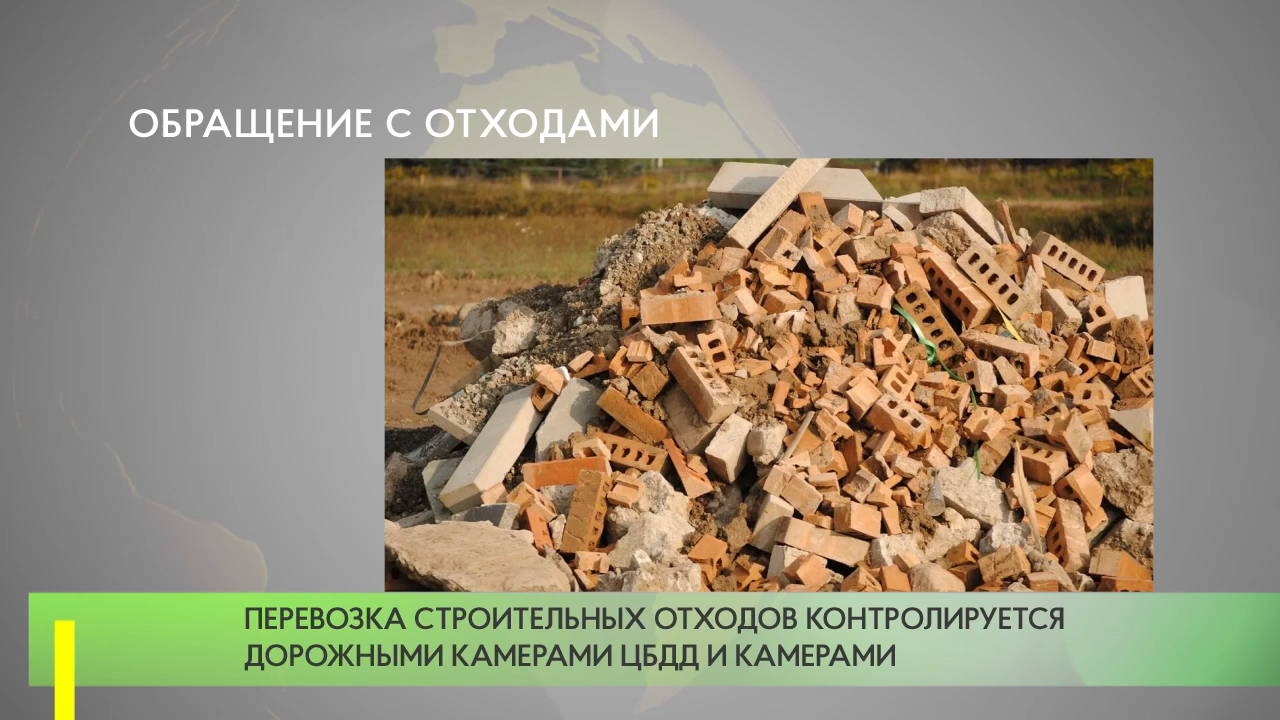 ОБРАЩЕНИЕ С ОТХОДАМИ
ПЕРЕВОЗКА СТРОИТЕЛЬНЫХ ОТХОДОВ КОНТРОЛИРУЕТСЯ
ДОРОЖНЫМИ КАМЕРАМИ ЦБДД И КАМЕРАМИ